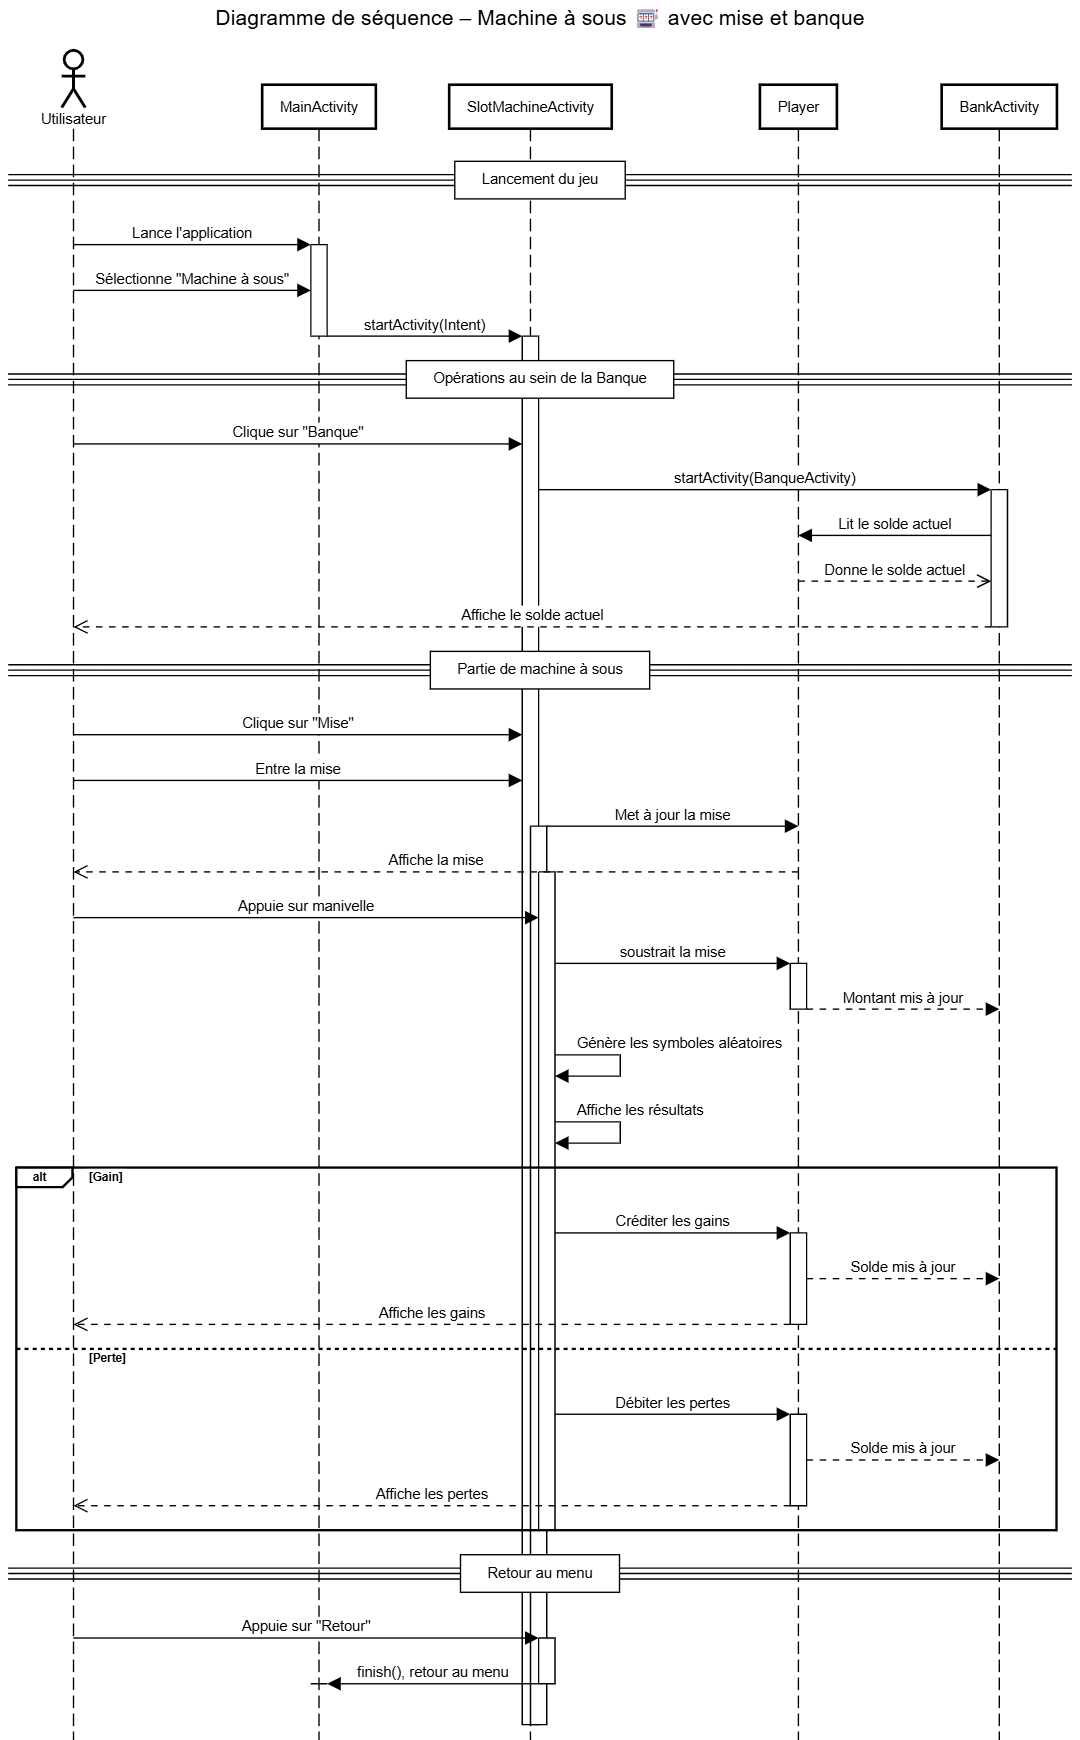 Diagramme de séquence – Machine à sous 🎰 avec mise et banque
Utilisateur
MainActivity
SlotMachineActivity
Player
BankActivity
Lancement du jeu
Lance l'application
Sélectionne "Machine à sous"
startActivity(Intent)
Opérations au sein de la Banque
Clique sur "Banque"
startActivity(BanqueActivity)
Lit le solde actuel
Donne le solde actuel
Affiche le solde actuel
Partie de machine à sous
Clique sur "Mise"
Entre la mise
Met à jour la mise
Affiche la mise
Appuie sur manivelle
soustrait la mise
Montant mis à jour
Génère les symboles aléatoires
Affiche les résultats
alt
[Gain]
Créditer les gains
Solde mis à jour
Affiche les gains
[Perte]
Débiter les pertes
Solde mis à jour
Affiche les pertes
Retour au menu
Appuie sur "Retour"
finish(), retour au menu